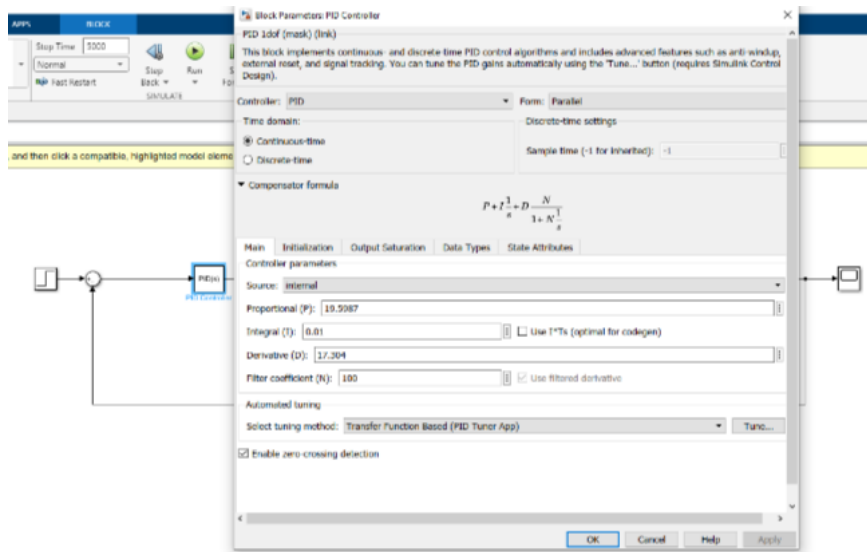 APPS
BLOCK
Block Parameters: PID Controller
PID 1dof (mask) (link)
This block implements continuous- and discrete-time PID control algorithms and includes advanced features such as anti-windup,
external reset, and signal tracking. You can tune the PID gains automatically using the 'Tune...' button (requires Simulink Control
Design).
Stop Time 5000
Normal
Fast Restart
Step
Back
Run
SIMULATE
Controller: PID
Form: Parallel
Time domain:
Discrete-time settings
Continuous-time
Discrete-time
Sample time (-1 for inherited): -1
, and then click a compatible, highlighted model eleme
Compensator formula
P+I 1/s +D N/(1+N 1/s)
Main Initialization Output Saturation Data Types State Attributes
Controller parameters
Source: internal
Proportional (P): 19.5987
Integral (I): 0.01
Use I*Ts (optimal for codegen)
Derivative (D): 17.304
Filter coefficient (N): 100
Use filtered derivative
Automated tuning
Select tuning method: Transfer Function Based (PID Tuner App)
Tune...
Enable zero-crossing detection
PID(s)
PID Controller
OK Cancel Help Apply